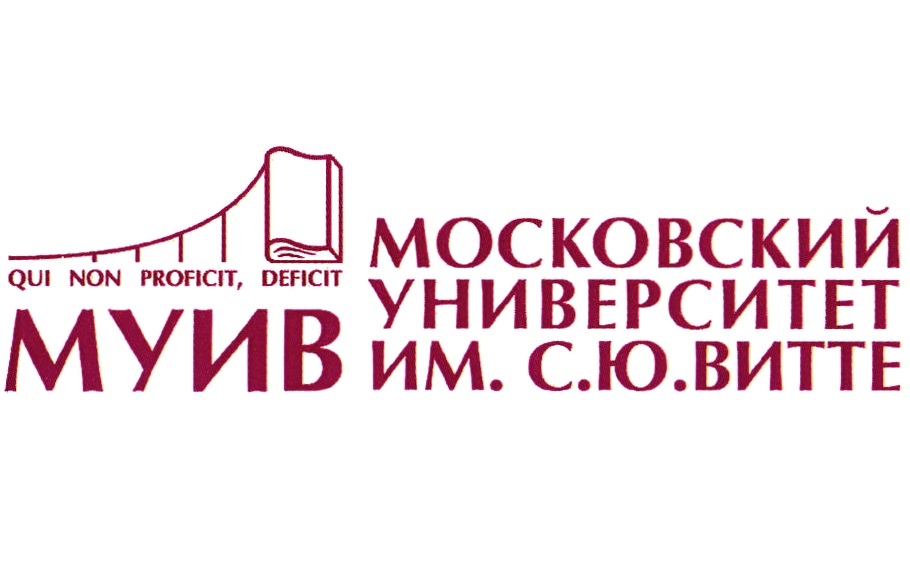 QUI NON PROFICIT, DEFICIT
МУИВ
МОСКОВСКИЙ
УНИВЕРСИТЕТ
ИМ. С.Ю.ВИТТЕ